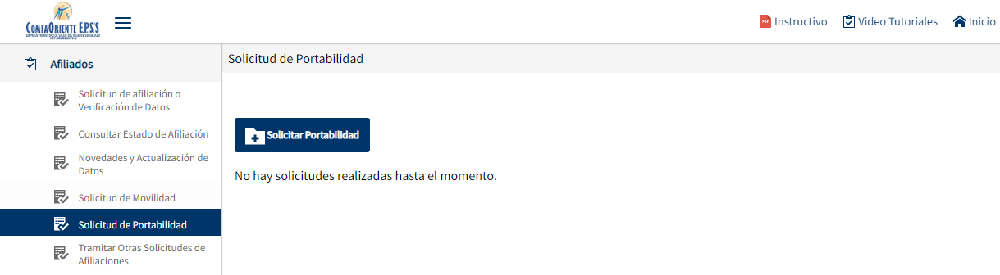 COMFAORIENTE E.P.S'S
Instructivo
Video Tutoriales
Inicio
Afiliados
Solicitud de Portabilidad
Solicitud de afiliación o
Verificación de Datos.
Consultar Estado de Afiliación
Novedades y Actualización de
Datos
Solicitud de Movilidad
Solicitud de Portabilidad
Tramitar Otras Solicitudes de
Afiliaciones
Solicitar Portabilidad
No hay solicitudes realizadas hasta el momento.